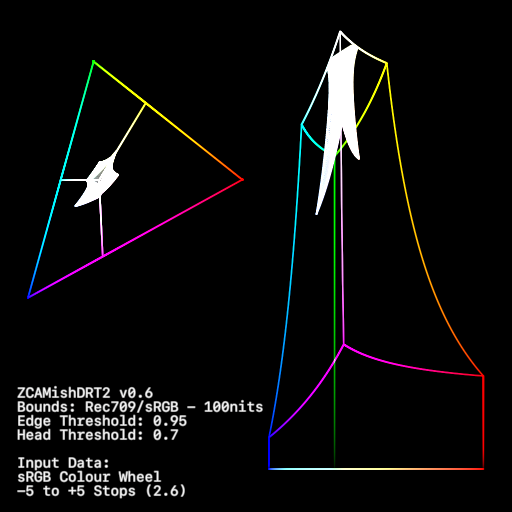 ZCAMishDRT2 v0.6
Bounds: Rec709/sRGB - 100nits
Edge Threshold: 0.95
Head Threshold: 0.7

Input Data:
sRGB Colour Wheel
-5 to +5 Stops (2.6)